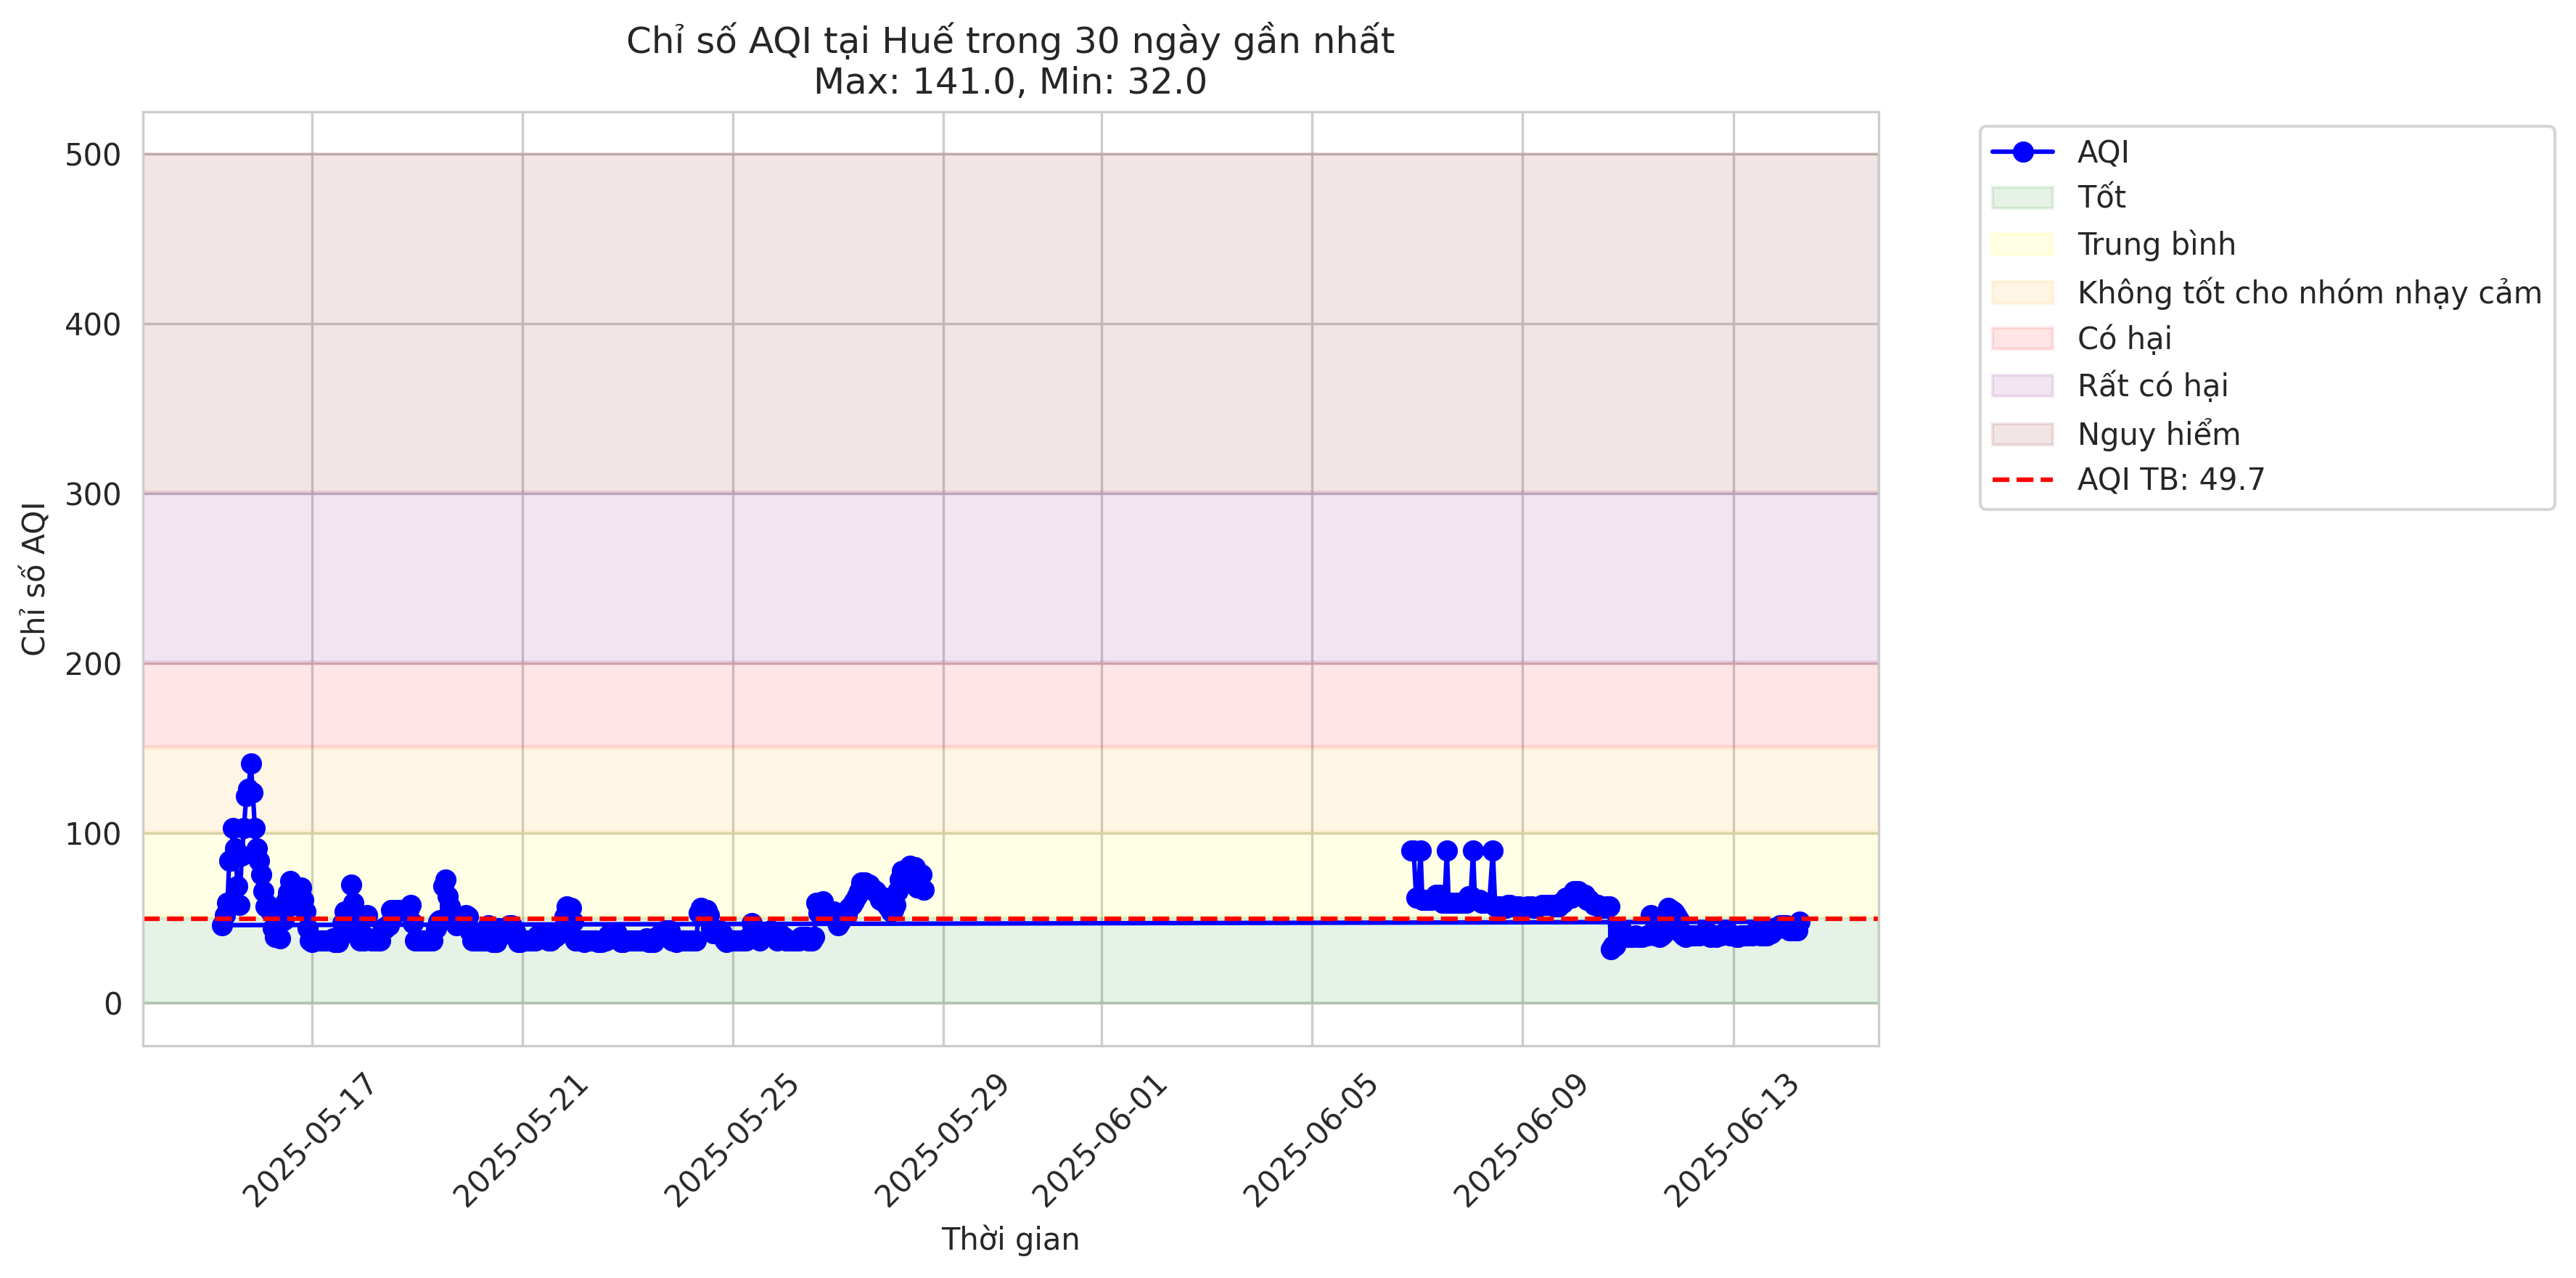 Chỉ số AQI tại Huế trong 30 ngày gần nhất
Max: 141.0, Min: 32.0
Chỉ số AQI
500
400
300
200
100
0
2025-05-17
2025-05-21
2025-05-25
2025-05-29
2025-06-01
2025-06-05
2025-06-09
2025-06-13
Thời gian
AQI
Tốt
Trung bình
Không tốt cho nhóm nhạy cảm
Có hại
Rất có hại
Nguy hiểm
AQI TB: 49.7